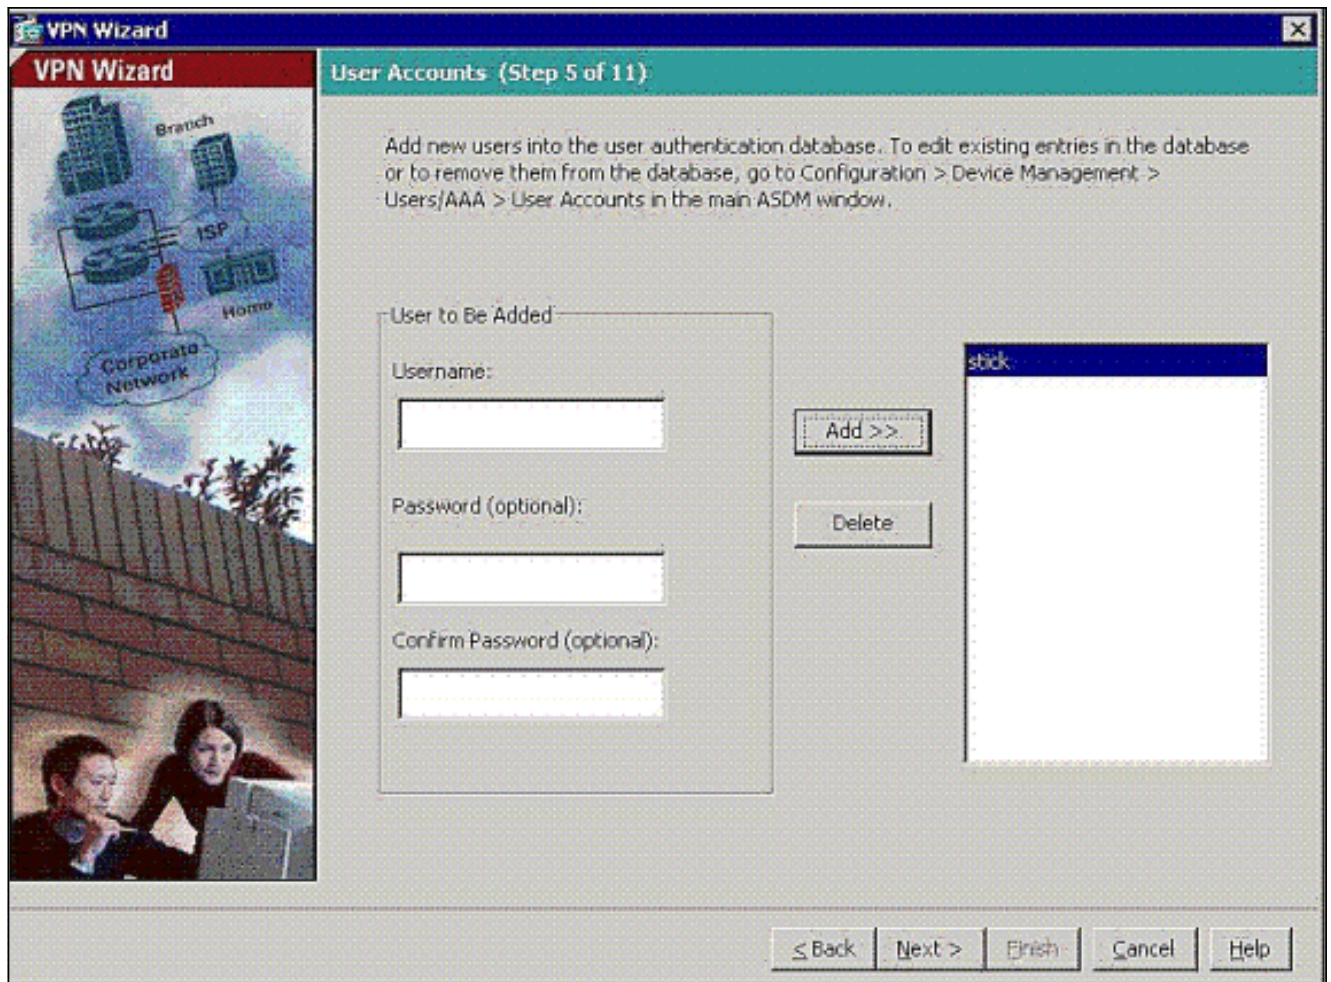 VPN Wizard
VPN Wizard
User Accounts (Step 5 of 11)
Branch
ISP
Home
Corporate
Network
Add new users into the user authentication database. To edit existing entries in the database
or to remove them from the database, go to Configuration > Device Management >
Users/AAA > User Accounts in the main ASDM window.
User to Be Added
Username:
Password (optional):
Confirm Password (optional):
Add >>
Delete
stick
< Back
Next >
Finish
Cancel
Help